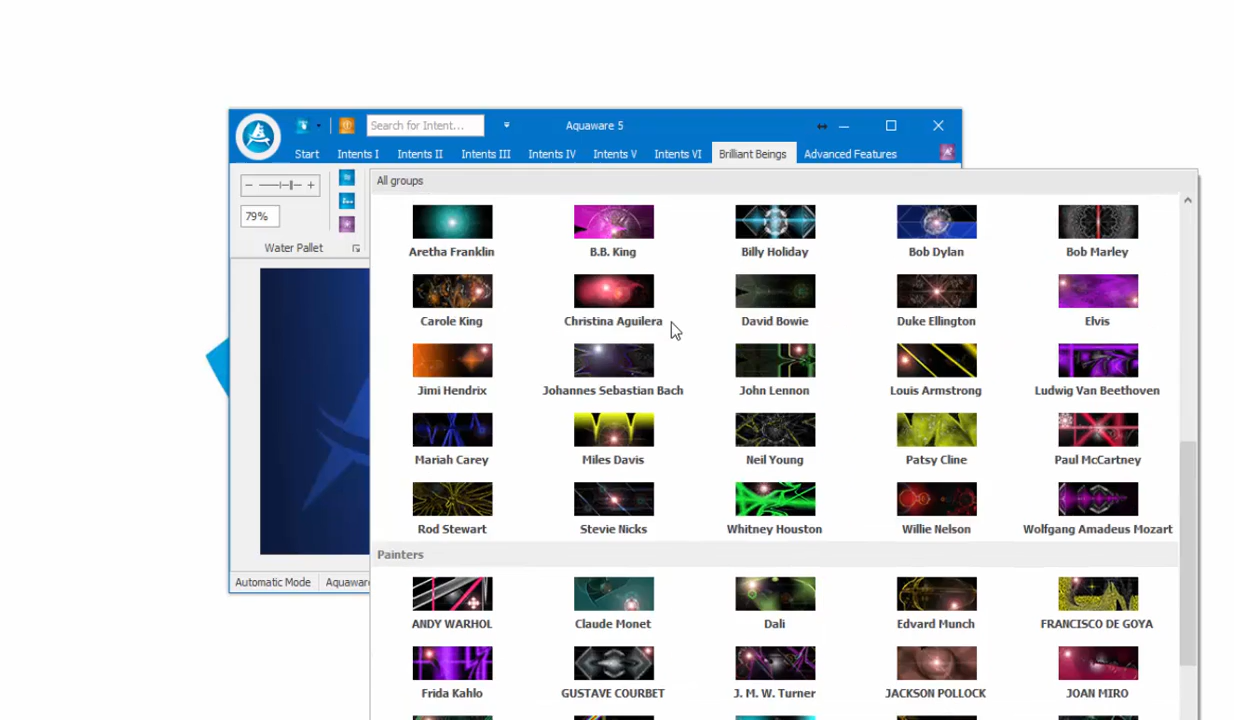 Search for Intent...
Aquaware 5
Start Intents I Intents II Intents III Intents IV Intents V Intents VI Brilliant Beings Advanced Features
79%
Water Pallet
All groups
Aretha Franklin B.B. King Billy Holiday Bob Dylan Bob Marley
Carole King Christina Aguilera David Bowie Duke Ellington Elvis
Jimi Hendrix Johannes Sebastian Bach John Lennon Louis Armstrong Ludwig Van Beethoven
Mariah Carey Miles Davis Neil Young Patsy Cline Paul McCartney
Rod Stewart Stevie Nicks Whitney Houston Willie Nelson Wolfgang Amadeus Mozart
Painters
ANDY WARHOL Claude Monet Dali Edvard Munch FRANCISCO DE GOYA
Frida Kahlo GUSTAVE COURBET J. M. W. Turner JACKSON POLLOCK JOAN MIRO
Automatic Mode Aquaware